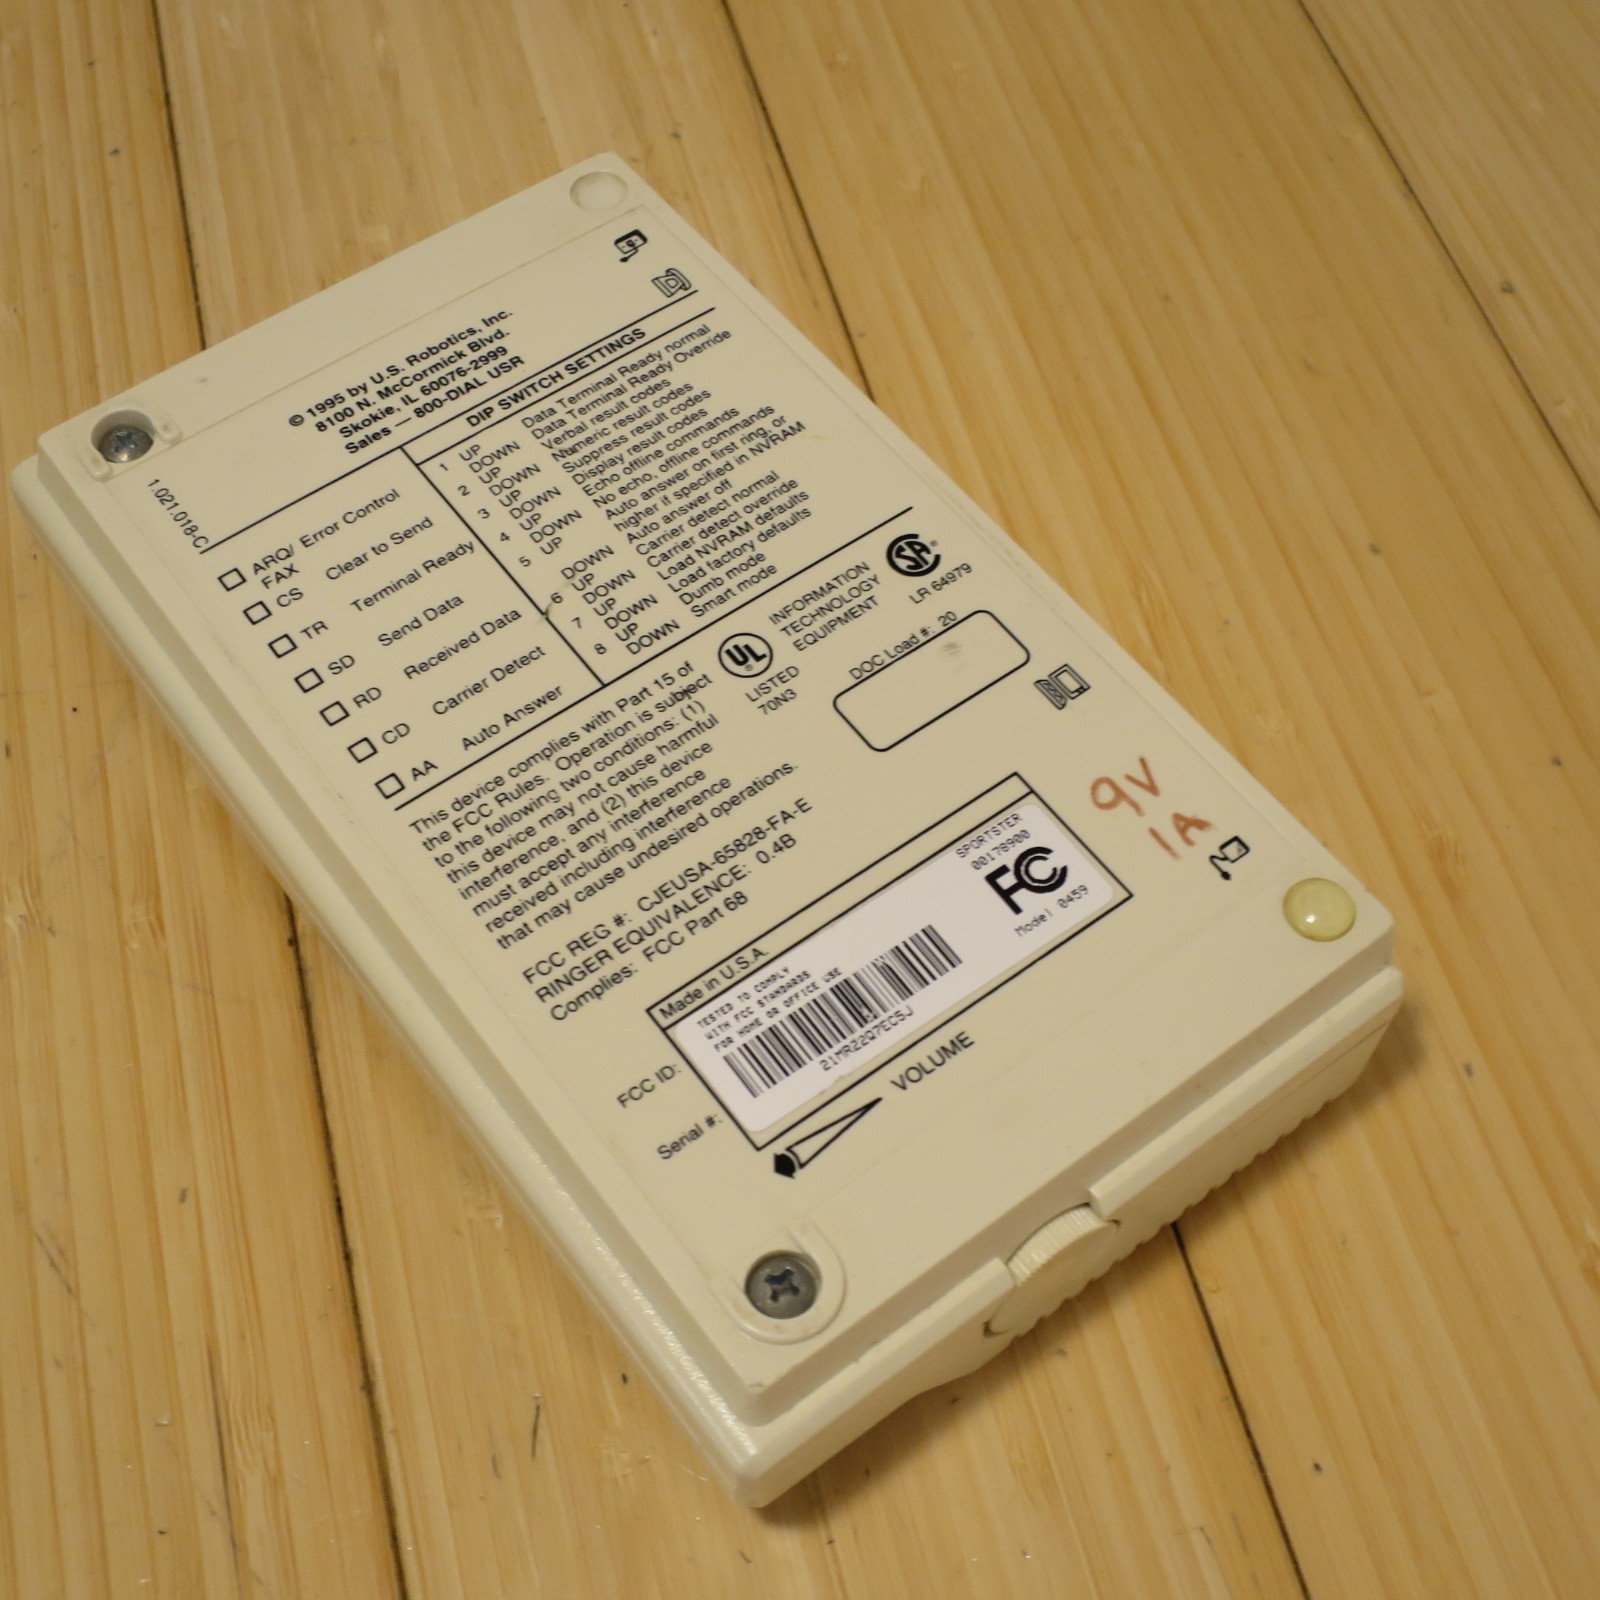 © 1995 by U.S. Robotics, Inc.
8100 N. McCormick Blvd.
Skokie, IL 60076-2999
Sales — 800-DIAL USR
1.021.018-C
ARQ/ Error Control
FAX
CS Clear to Send
TR Terminal Ready
SD Send Data
RD Received Data
CD Carrier Detect
AA Auto Answer
DIP SWITCH SETTINGS
1 UP Data Terminal Ready normal
DOWN Data Terminal Ready Override
2 UP Verbal result codes
DOWN Numeric result codes
3 UP Suppress result codes
DOWN Display result codes
4 UP Echo offline commands
DOWN No echo, offline commands
5 UP Auto answer on first ring, or
higher if specified in NVRAM
DOWN Auto answer off
6 UP Carrier detect normal
DOWN Carrier detect override
7 UP Load NVRAM defaults
DOWN Load factory defaults
8 UP Dumb mode
DOWN Smart mode
This device complies with Part 15 of
the FCC Rules. Operation is subject
to the following two conditions: (1)
this device may not cause harmful
interference, and (2) this device
must accept any interference
received including interference
that may cause undesired operations.
UL
®
LISTED
70N3
INFORMATION
TECHNOLOGY
EQUIPMENT
SA
®
LR 64979
DOC Load #: 20
FCC REG #: CJEUSA-65828-FA-E
RINGER EQUIVALENCE: 0.4B
Complies: FCC Part 68
9V
1A
Made in U.S.A.
FCC ID:
Serial #:
TESTED TO COMPLY
WITH FCC STANDARDS
FOR HOME OR OFFICE USE
21MR22Q7EC5J
SPORTSTER
00178900
FCC
Model 0459
VOLUME